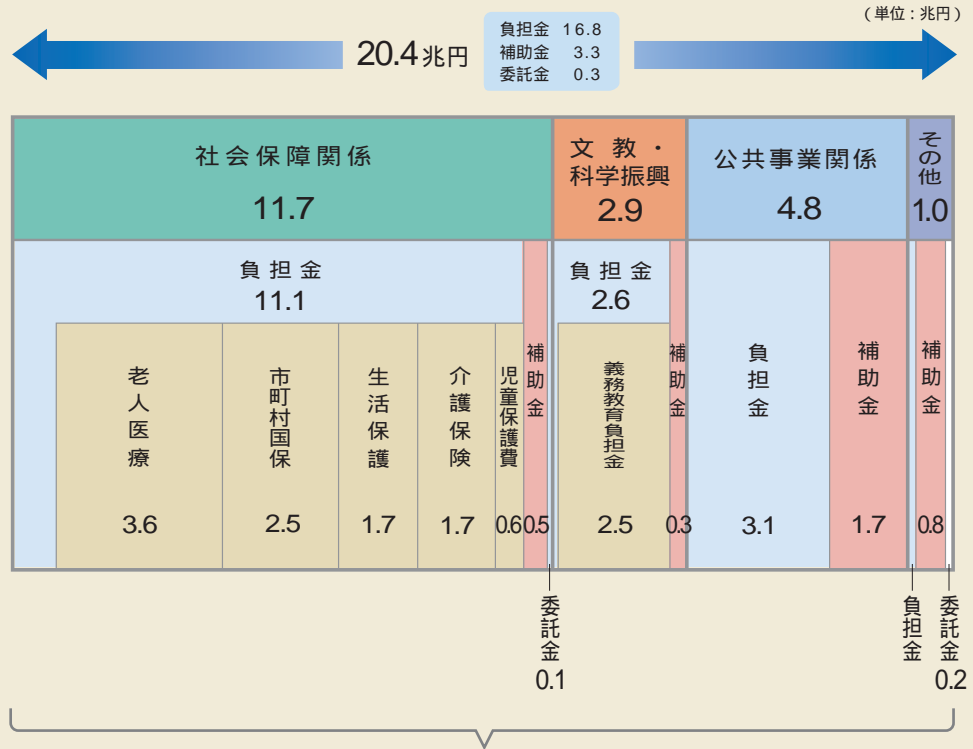 (単位:兆円)
20.4兆円
負担金 16.8
補助金 3.3
委託金 0.3
社会保障関係
11.7
文教・
科学振興
2.9
公共事業関係
4.8
その他
1.0
負担金
11.1
老人医療
3.6
市町村国保
2.5
生活保護
1.7
介護保険
1.7
児童保護費
0.6
補助金
0.5
委託金
0.1
負担金
2.6
義務教育負担金
2.5
補助金
0.3
負担金
3.1
補助金
1.7
負担金
補助金
0.8
委託金
0.2